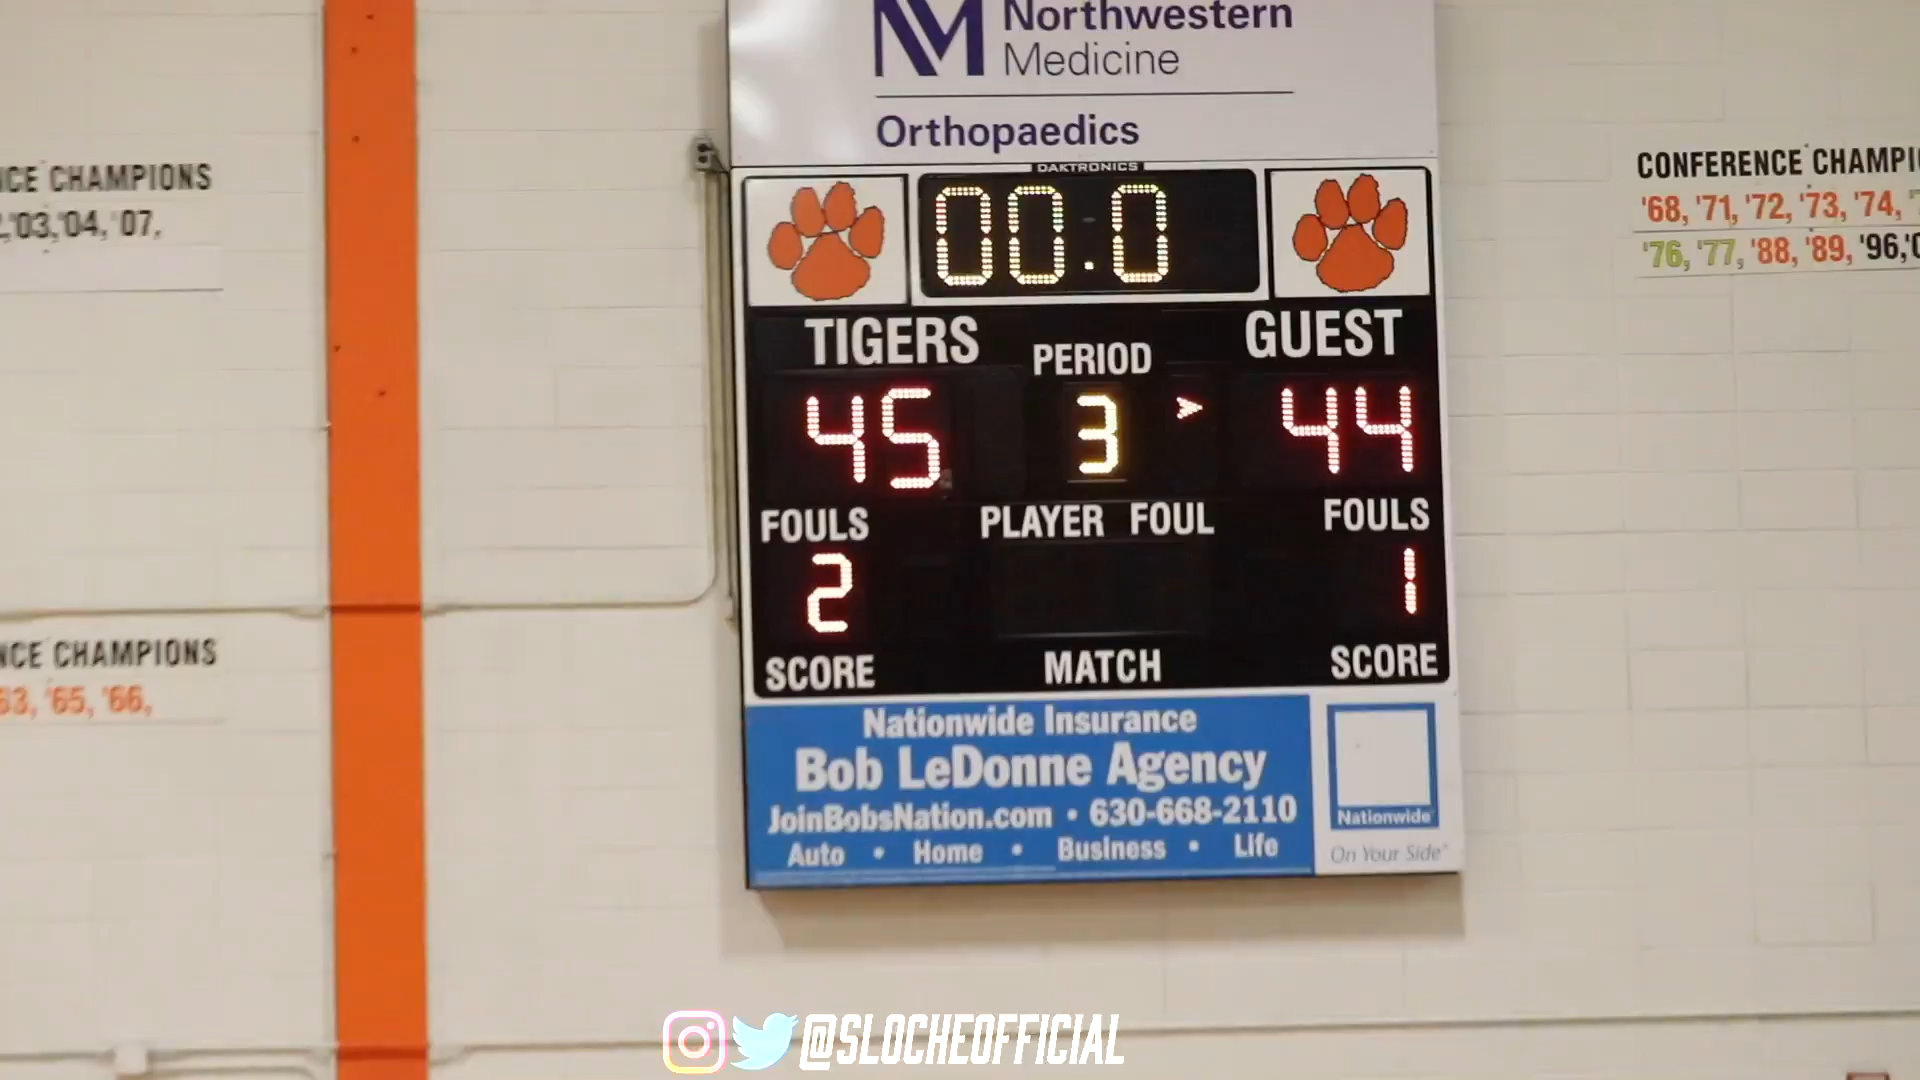 Northwestern
Medicine
Orthopaedics
DAKTRONICS
NCE CHAMPIONS
'03, '04, '07,
CONFERENCE CHAMPI
'68, '71, '72, '73, '74,
'76, '77, '88, '89, '96,
00.0
TIGERS
PERIOD
GUEST
45
3
44
FOULS
PLAYER FOUL
FOULS
2
1
SCORE
MATCH
SCORE
NCE CHAMPIONS
'65, '66,
Nationwide Insurance
Bob LeDonne Agency
JoinBobsNation.com • 630-668-2110
Auto • Home • Business • Life
Nationwide
On Your Side
@SLOCHEOFFICIAL